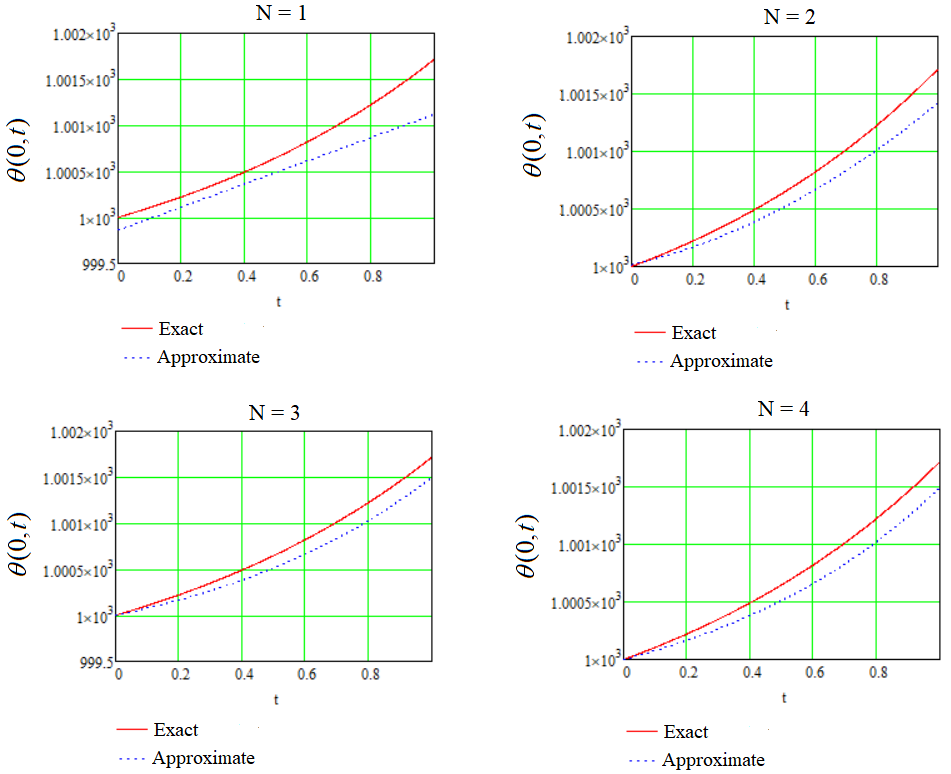 N = 1
1.002×10³
1.0015×10³
1.001×10³
1.0005×10³
1×10³
999.5
θ(0,t)
0 0.2 0.4 0.6 0.8
t
Exact
Approximate
N = 2
1.002×10³
1.0015×10³
1.001×10³
1.0005×10³
1×10³
θ(0,t)
0 0.2 0.4 0.6 0.8
t
Exact
Approximate
N = 3
1.002×10³
1.0015×10³
1.001×10³
1.0005×10³
1×10³
999.5
θ(0,t)
0 0.2 0.4 0.6 0.8
t
Exact
Approximate
N = 4
1.002×10³
1.0015×10³
1.001×10³
1.0005×10³
1×10³
θ(0,t)
0 0.2 0.4 0.6 0.8
t
Exact
Approximate